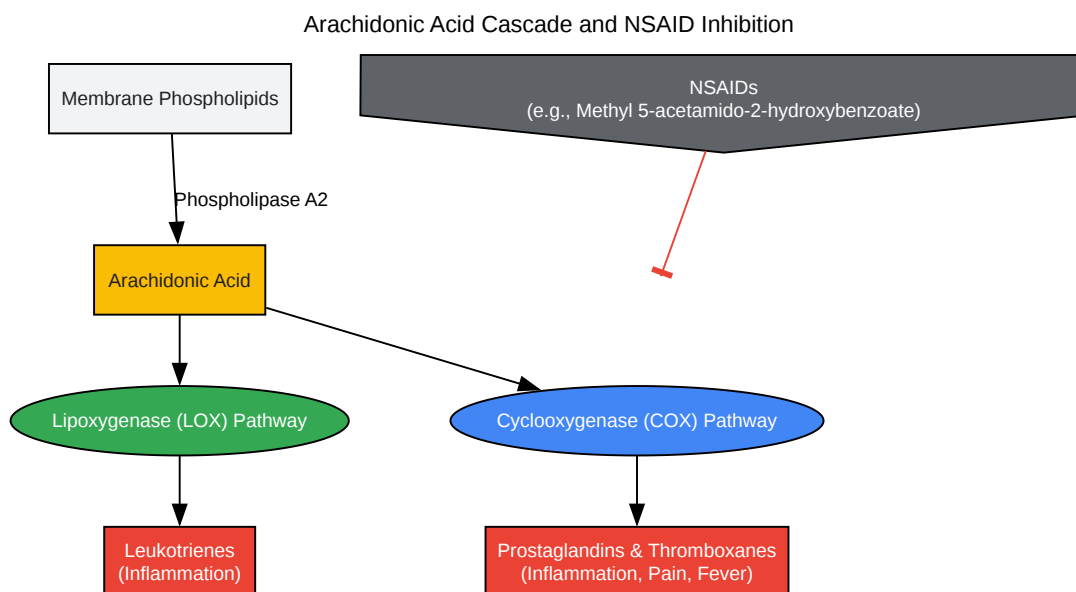 Arachidonic Acid Cascade and NSAID Inhibition
Membrane Phospholipids
NSAIDs
(e.g., Methyl 5-acetamido-2-hydroxybenzoate)
Phospholipase A2
Arachidonic Acid
Lipoxygenase (LOX) Pathway
Cyclooxygenase (COX) Pathway
Leukotrienes
(Inflammation)
Prostaglandins & Thromboxanes
(Inflammation, Pain, Fever)